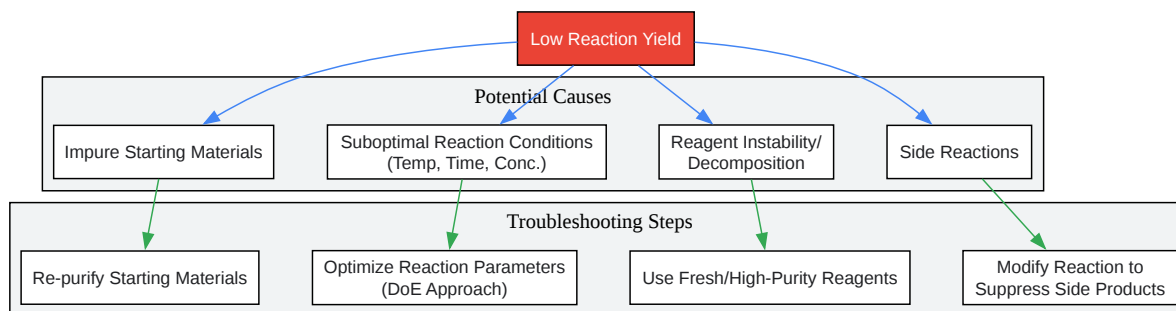 Low Reaction Yield
Potential Causes
Impure Starting Materials
Suboptimal Reaction Conditions
(Temp, Time, Conc.)
Reagent Instability/
Decomposition
Side Reactions
Troubleshooting Steps
Re-purify Starting Materials
Optimize Reaction Parameters
(DoE Approach)
Use Fresh/High-Purity Reagents
Modify Reaction to
Suppress Side Products